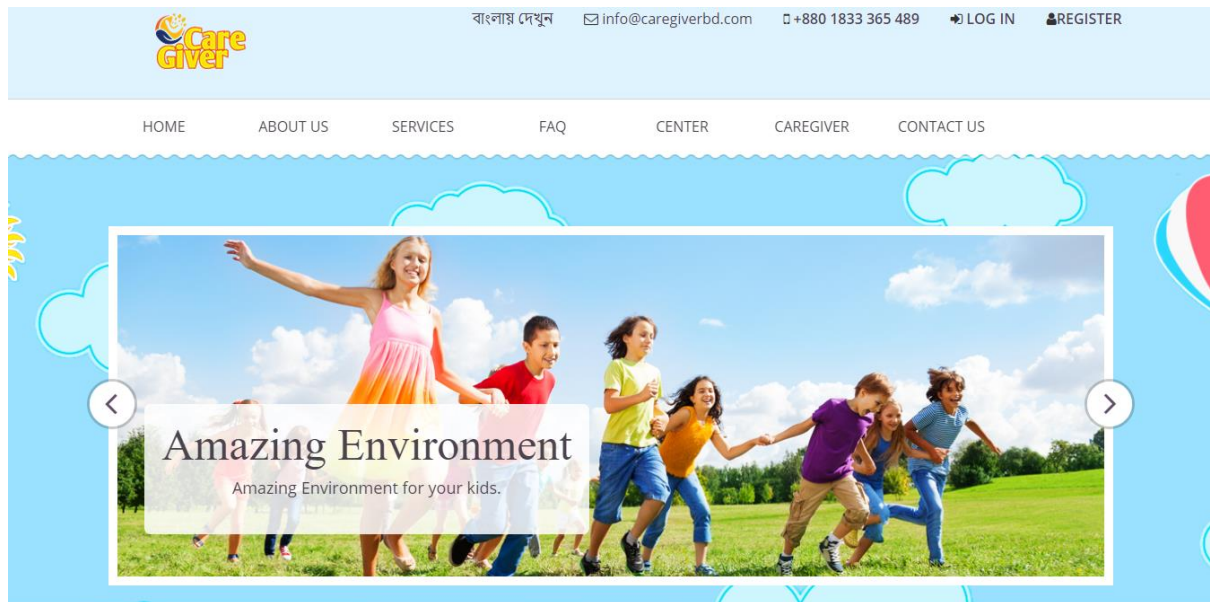 Care
Giver
বাংলায় দেখুন info@caregiverbd.com +880 1833 365 489 LOG IN REGISTER
HOME ABOUT US SERVICES FAQ CENTER CAREGIVER CONTACT US
Amazing Environment
Amazing Environment for your kids.